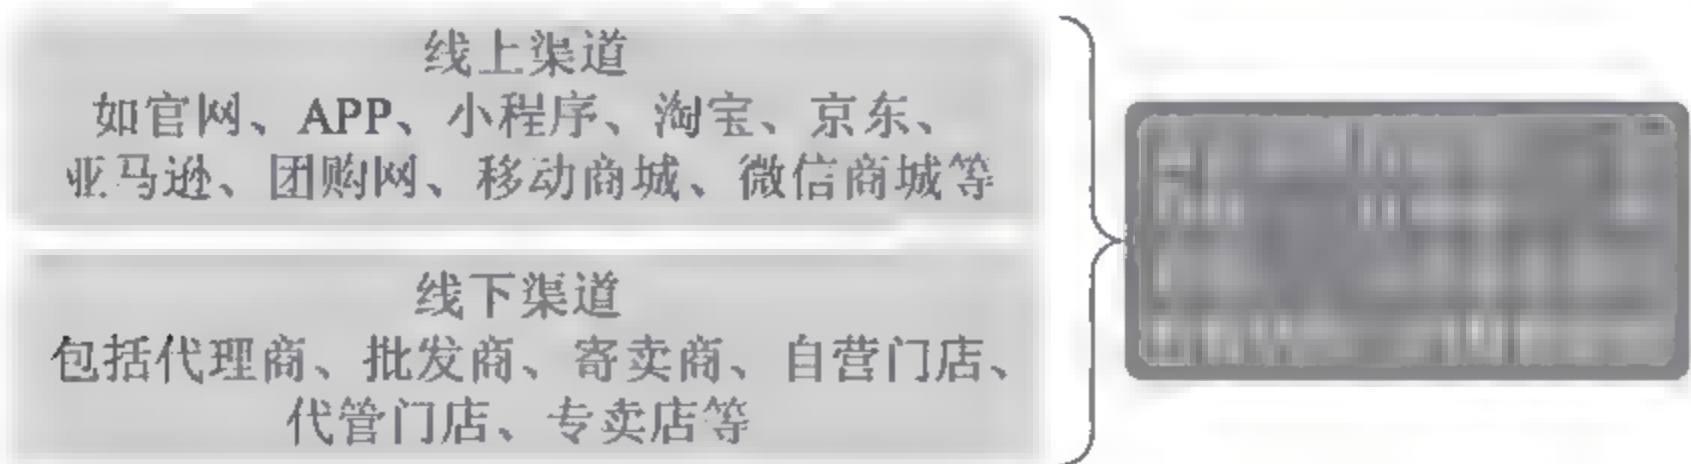 线上渠道
如官网、APP、小程序、淘宝、京东、
亚马逊、团购网、移动商城、微信商城等
线下渠道
包括代理商、批发商、寄卖商、自营门店、
代管门店、专卖店等